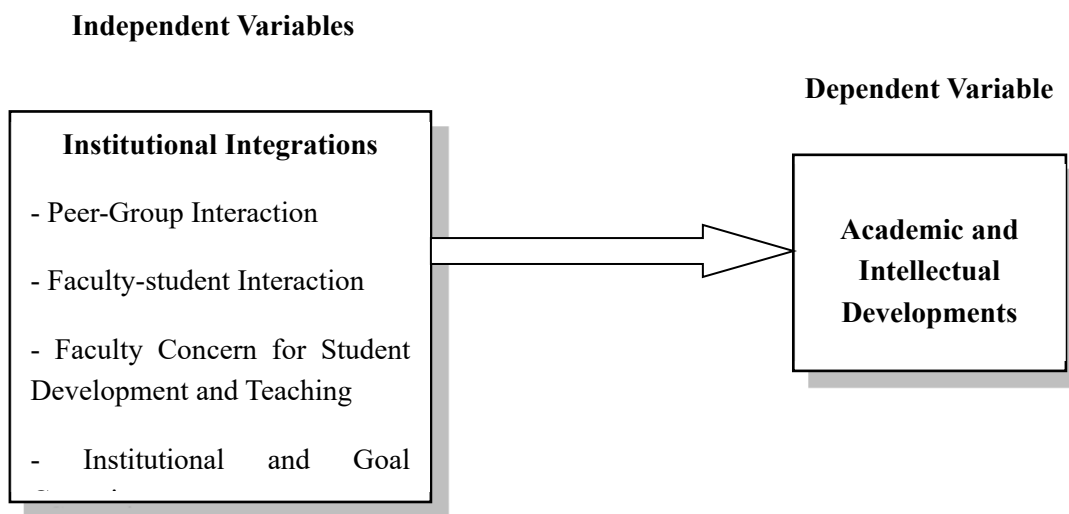 Independent Variables
Dependent Variable
Institutional Integrations
- Peer-Group Interaction
- Faculty-student Interaction
- Faculty Concern for Student
Development and Teaching
- Institutional and Goal
Academic and
Intellectual
Developments